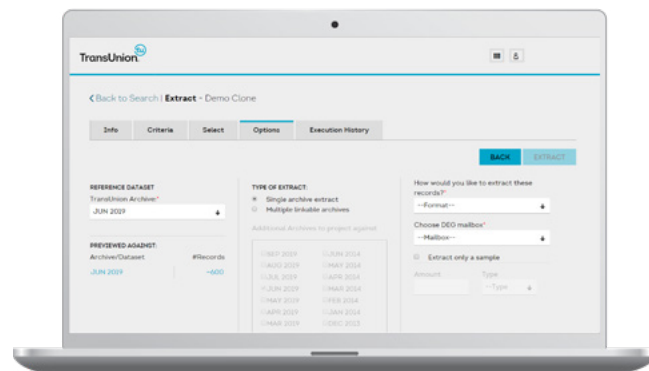 TransUnion
tu
< Back to Search | Extract - Demo Clone
Info Criteria Select Options Execution History
BACK EXTRACT
REFERENCE DATASET
TransUnion Archive:*
JUN 2019
PREVIEWED AGAINST:
Archive/Dataset #Records
JUN 2019 ~600
TYPE OF EXTRACT:
Single archive extract
Multiple linkable archives
Additional Archives to project against
SEP 2019 JUN 2014
AUG 2019 MAY 2014
JUL 2019 APR 2014
JUN 2019 MAR 2014
MAY 2019 FEB 2014
APR 2019 JAN 2014
MAR 2019 DEC 2013
How would you like to extract these
records?*
--Format--
Choose DEG mailbox*
--Mailbox--
Extract only a sample
Amount Type
--Type